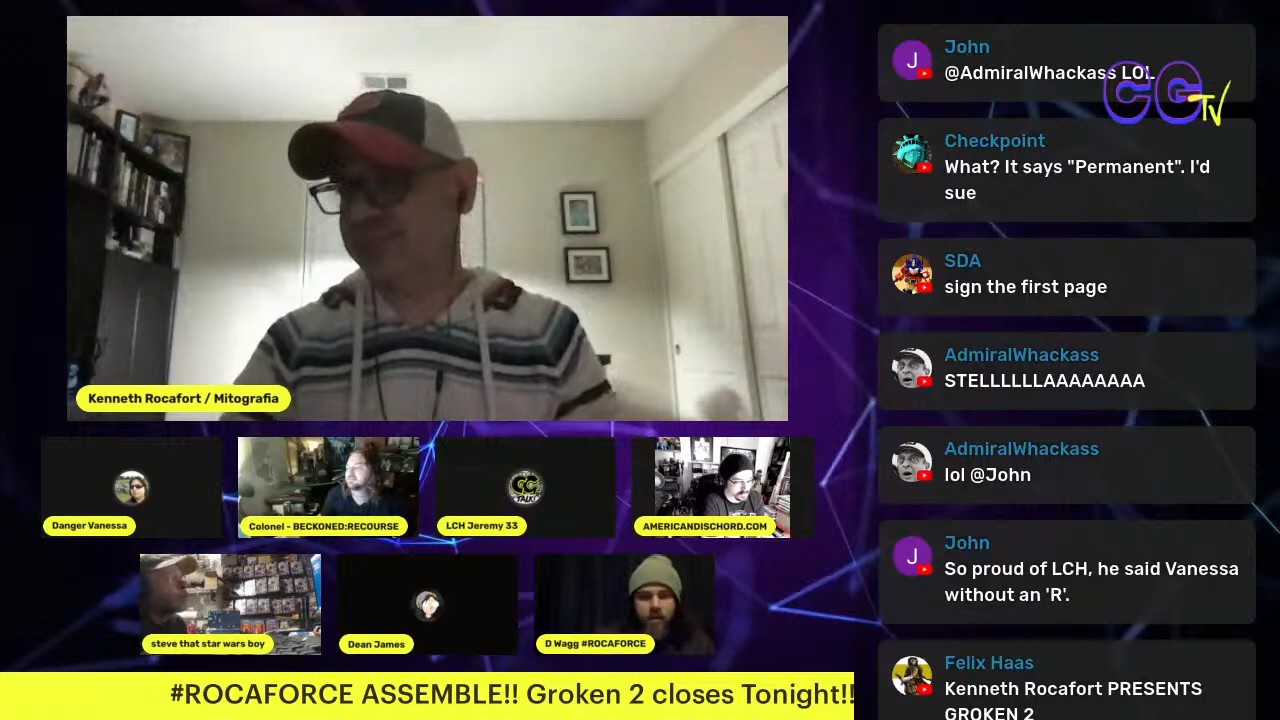 Kenneth Rocafort / Mitografia
Danger Vanessa
Colonel - BECKONED:RECOURSE
GG
TALK!
LCH Jeremy 33
AMERICANDISCHORD.COM
steve that star wars boy
Dean James
D Wagg #ROCAFORCE
#ROCAFORCE ASSEMBLE!! Groken 2 closes Tonight!!
J
John
@AdmiralWhackass LOL
GG TV
Checkpoint
What? It says "Permanent". I'd
sue
SDA
sign the first page
AdmiralWhackass
STELLLLLLAAAAAAAA
AdmiralWhackass
lol @John
J
John
So proud of LCH, he said Vanessa
without an 'R'.
Felix Haas
Kenneth Rocafort PRESENTS
GROKEN 2